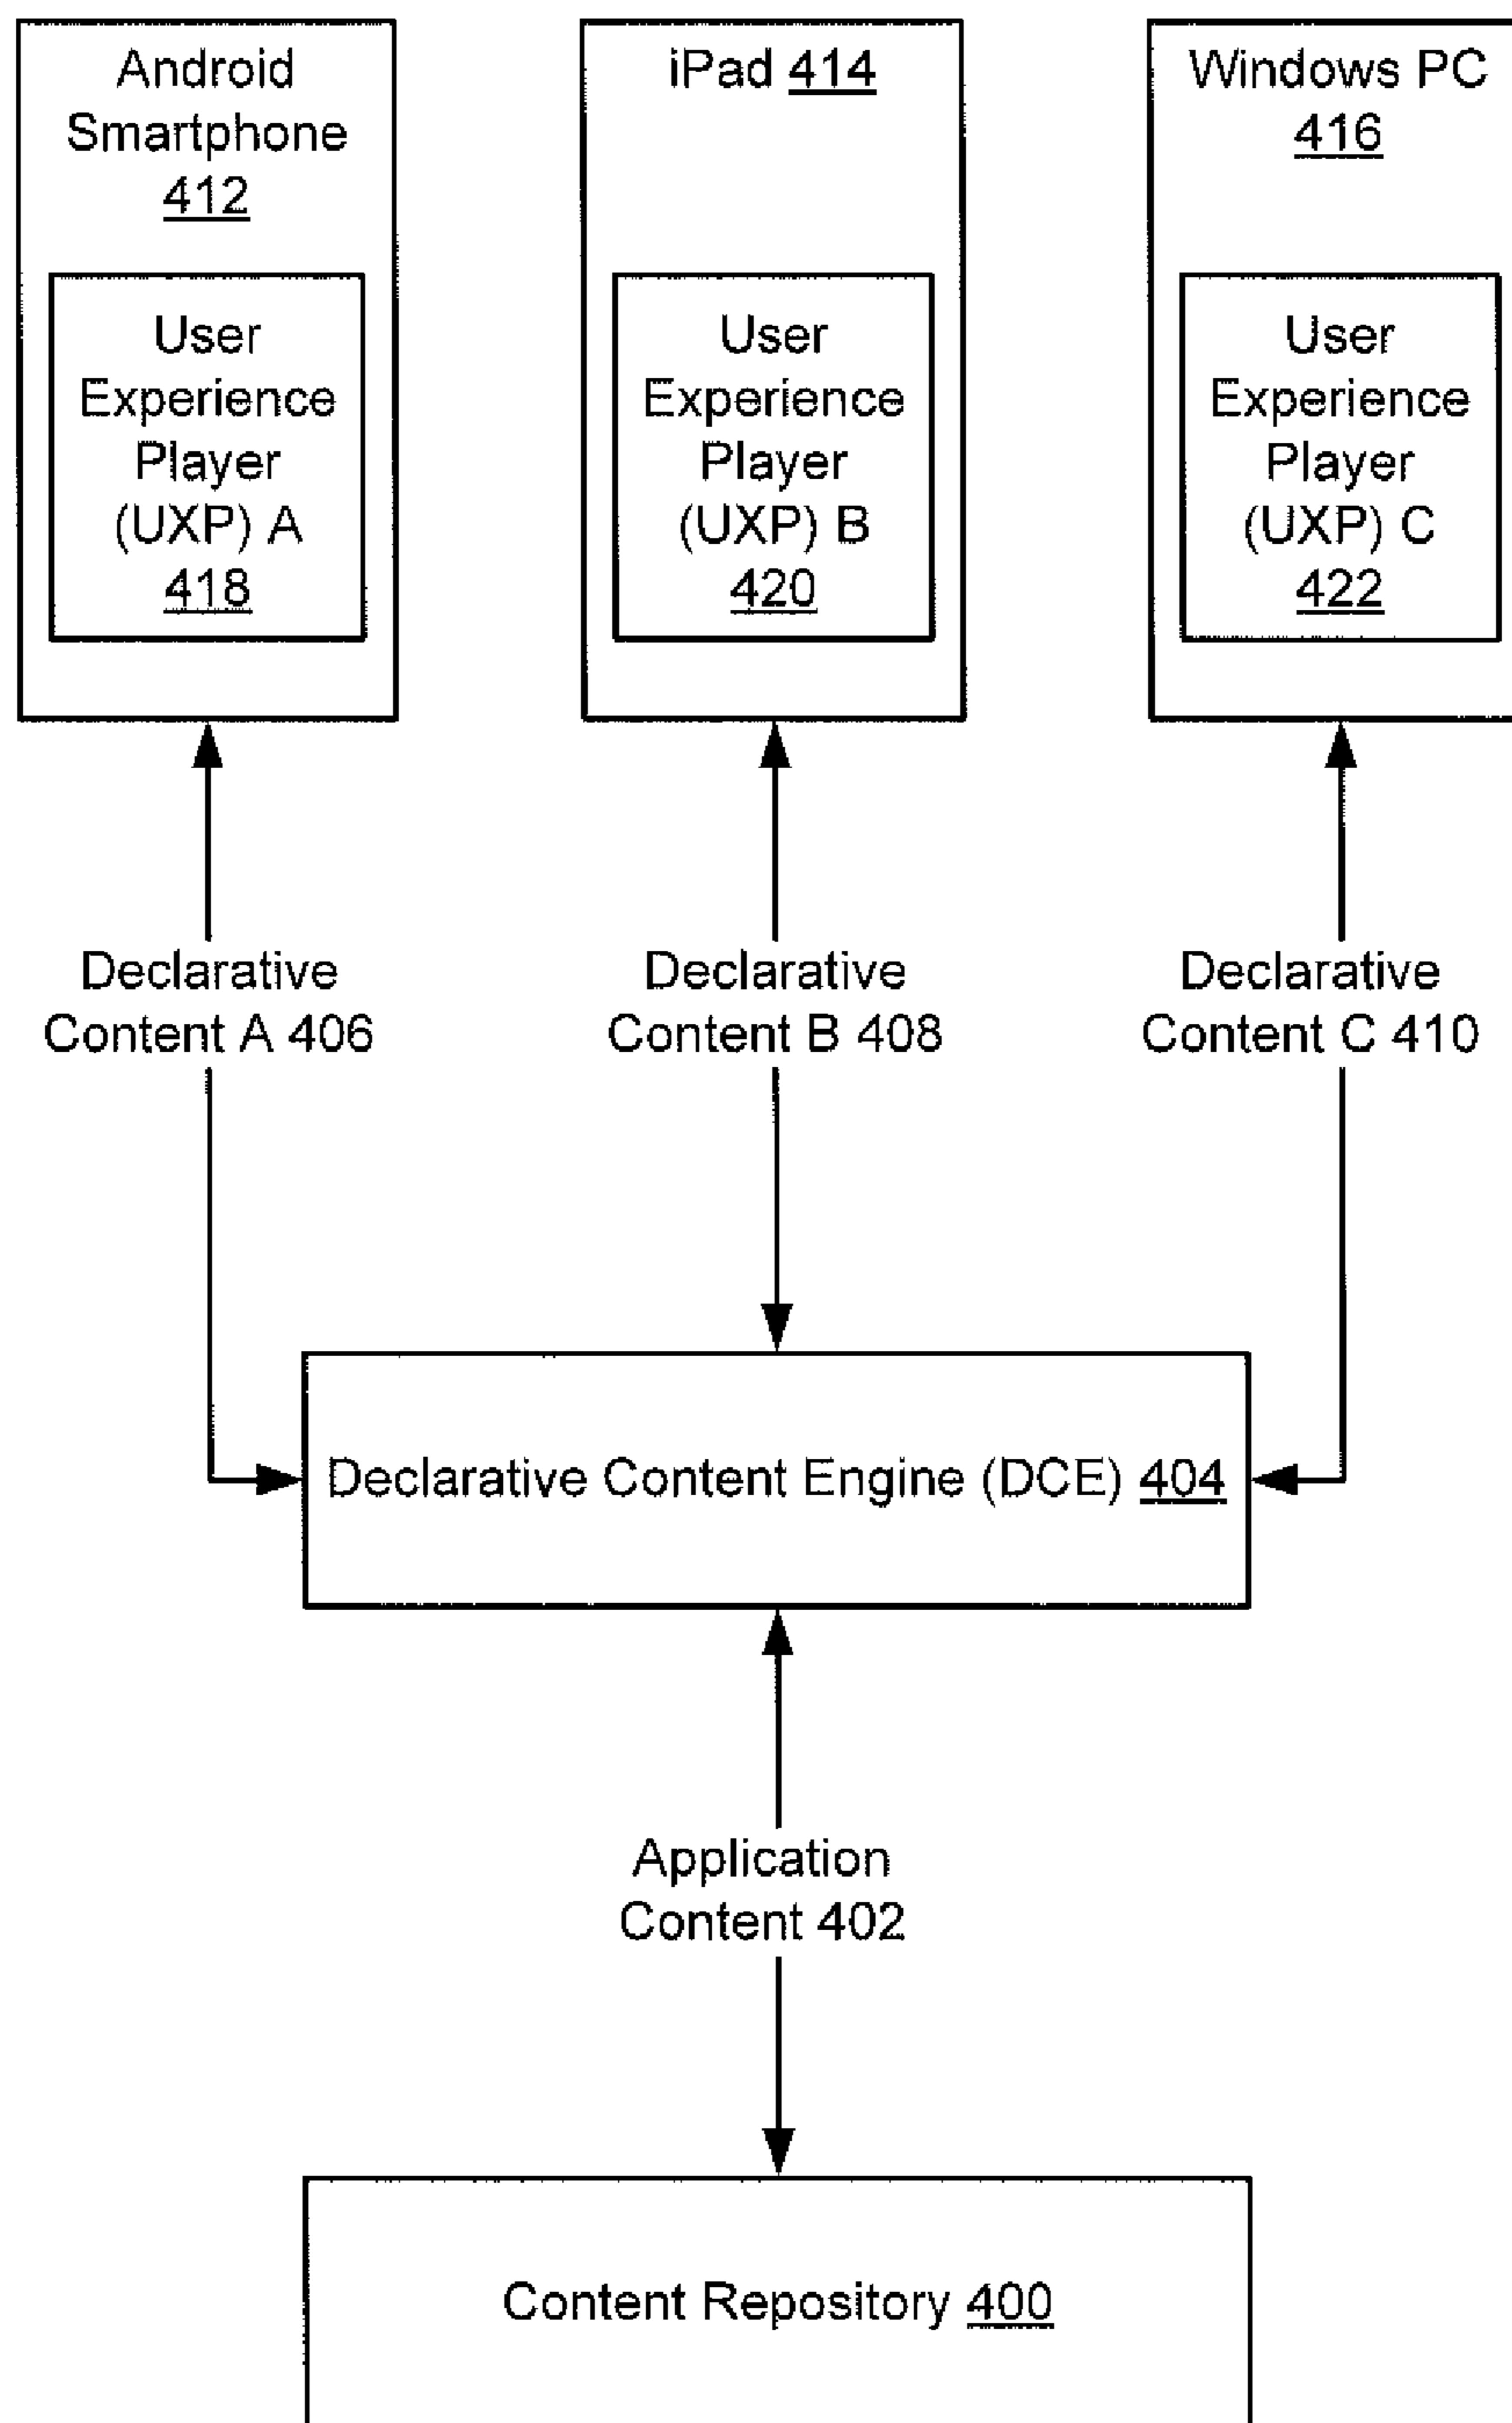 Android
Smartphone
412
User
Experience
Player
(UXP) A
418
iPad 414
User
Experience
Player
(UXP) B
420
Windows PC
416
User
Experience
Player
(UXP) C
422
Declarative
Content A 406
Declarative
Content B 408
Declarative
Content C 410
Declarative Content Engine (DCE) 404
Application
Content 402
Content Repository 400